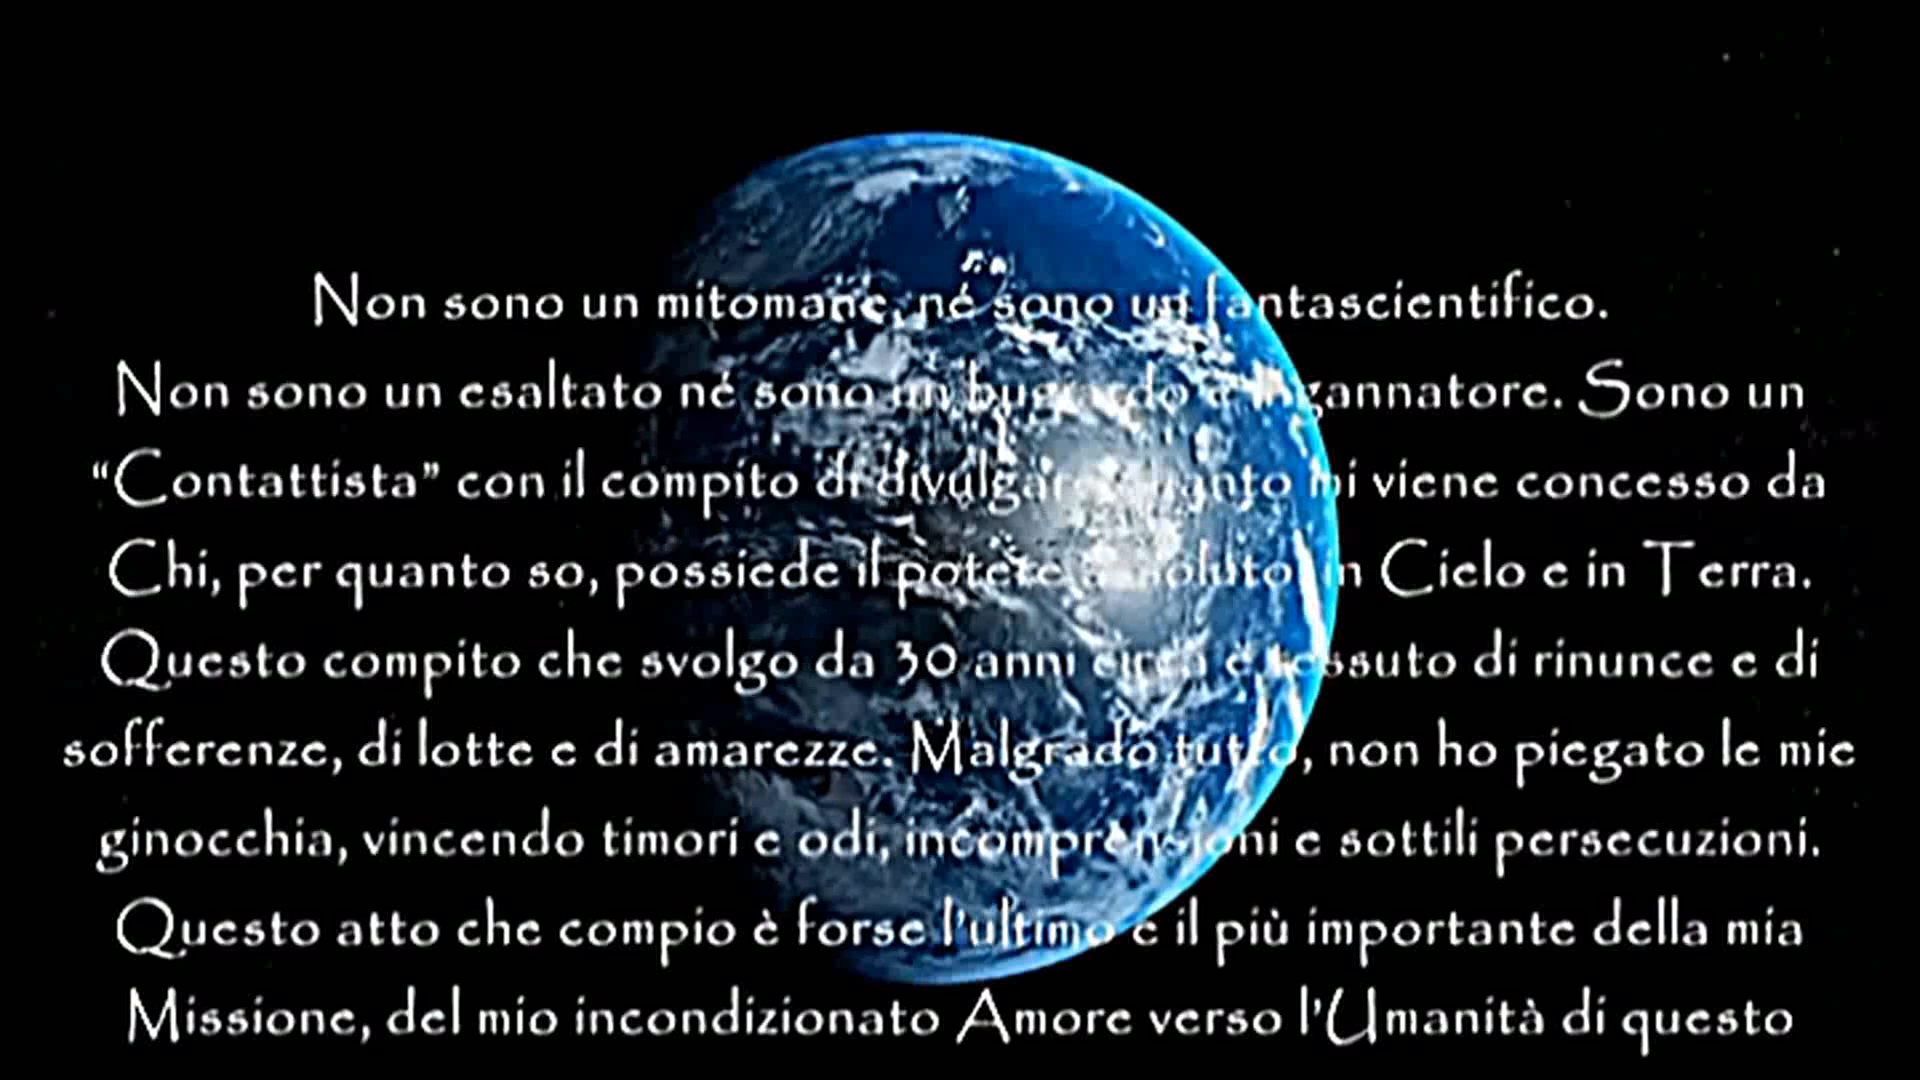 Non sono un mitomane, né sono un fantascientifico.
Non sono un esaltato né sono un bugiardo e ingannatore. Sono un
“Contattista” con il compito di divulgare quanto mi viene concesso da
Chi, per quanto so, possiede il potere assoluto in Cielo e in Terra.
Questo compito che svolgo da 30 anni circa è tessuto di rinunce e di
sofferenze, di lotte e di amarezze. Malgrado tutto, non ho piegato le mie
ginocchia, vincendo timori e odi, incomprensioni e sottili persecuzioni.
Questo atto che compio è forse l'ultimo e il più importante della mia
Missione, del mio incondizionato Amore verso l'Umanità di questo